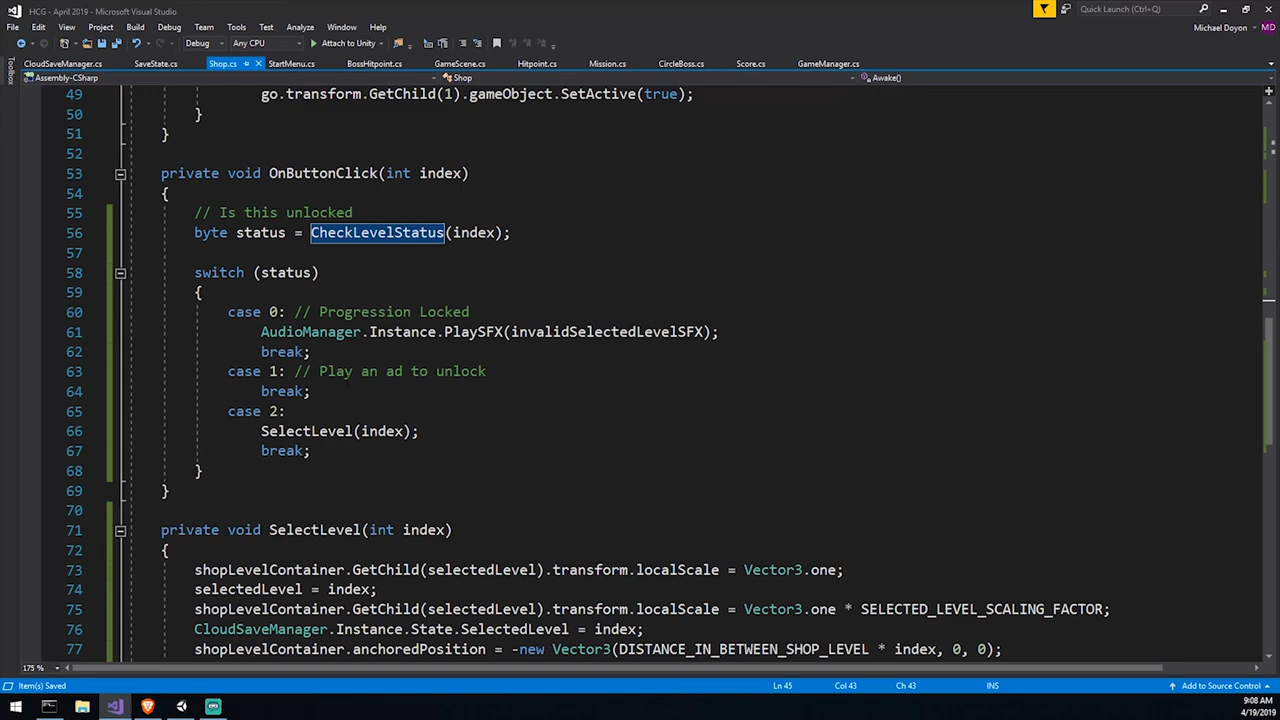 HCG - April 2019 - Microsoft Visual Studio
Quick Launch (Ctrl+Q)
File Edit View Project Build Debug Team Tools Test Analyze Window Help
Michael Doyon MD
Debug Any CPU Attach to Unity
CloudSaveManager.cs SaveState.cs Shop.cs StartMenu.cs BossHitpoint.cs GameScene.cs Hitpoint.cs Mission.cs CircleBoss.cs Score.cs GameManager.cs
Toolbox
Assembly-CSharp Shop Awake()
49 go.transform.GetChild(1).gameObject.SetActive(true);
50 }
51 }
52
53 private void OnButtonClick(int index)
54 {
55 // Is this unlocked
56 byte status = CheckLevelStatus(index);
57
58 switch (status)
59 {
60 case 0: // Progression Locked
61 AudioManager.Instance.PlaySFX(invalidSelectedLevelSFX);
62 break;
63 case 1: // Play an ad to unlock
64 break;
65 case 2:
66 SelectLevel(index);
67 break;
68 }
69 }
70
71 private void SelectLevel(int index)
72 {
73 shopLevelContainer.GetChild(selectedLevel).transform.localScale = Vector3.one;
74 selectedLevel = index;
75 shopLevelContainer.GetChild(selectedLevel).transform.localScale = Vector3.one * SELECTED_LEVEL_SCALING_FACTOR;
76 CloudSaveManager.Instance.State.SelectedLevel = index;
77 shopLevelContainer.anchoredPosition = -new Vector3(DISTANCE_IN_BETWEEN_SHOP_LEVEL * index, 0, 0);
175 %
Item(s) Saved Ln 45 Col 43 Ch 43 INS Add to Source Control
9:08 AM
4/19/2019